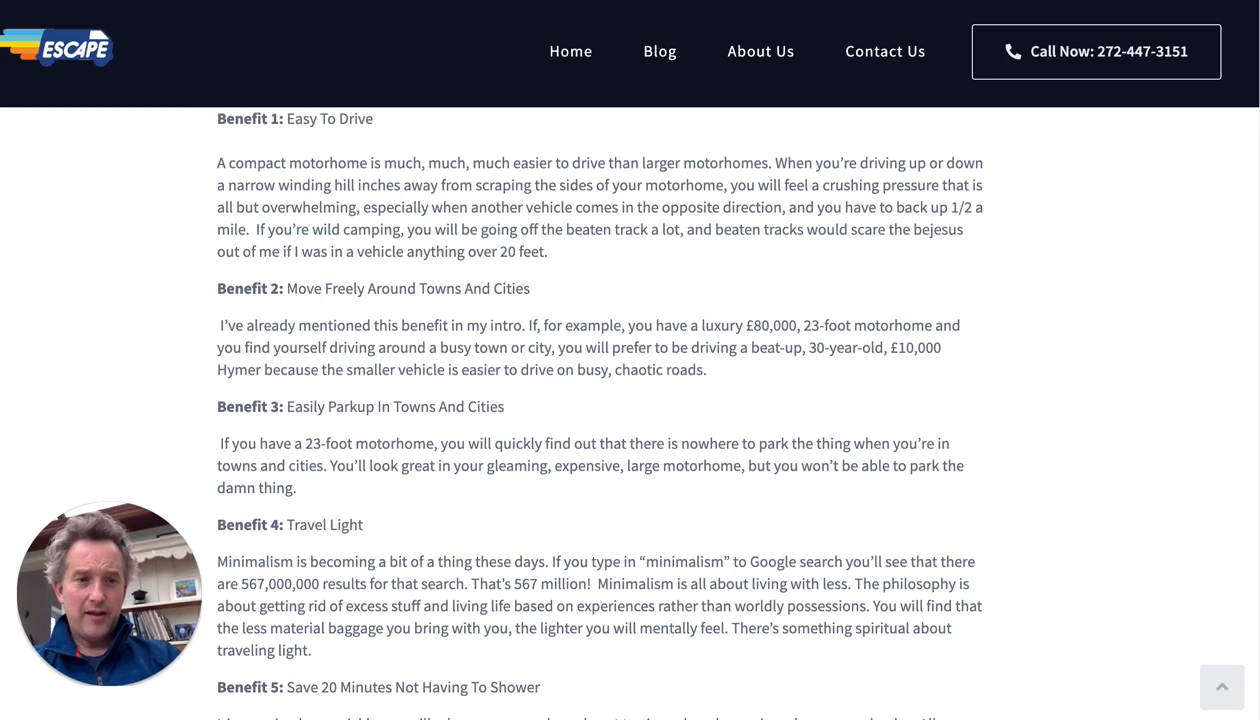 ESCAPE
Home
Blog
About Us
Contact Us
Call Now: 272-447-3151
Benefit 1: Easy To Drive
A compact motorhome is much, much, much easier to drive than larger motorhomes. When you’re driving up or down
a narrow winding hill inches away from scraping the sides of your motorhome, you will feel a crushing pressure that is
all but overwhelming, especially when another vehicle comes in the opposite direction, and you have to back up 1/2 a
mile.  If you’re wild camping, you will be going off the beaten track a lot, and beaten tracks would scare the bejesus
out of me if I was in a vehicle anything over 20 feet.
Benefit 2: Move Freely Around Towns And Cities
I’ve already mentioned this benefit in my intro. If, for example, you have a luxury £80,000, 23-foot motorhome and
you find yourself driving around a busy town or city, you will prefer to be driving a beat-up, 30-year-old, £10,000
Hymer because the smaller vehicle is easier to drive on busy, chaotic roads.
Benefit 3: Easily Parkup In Towns And Cities
If you have a 23-foot motorhome, you will quickly find out that there is nowhere to park the thing when you’re in
towns and cities. You’ll look great in your gleaming, expensive, large motorhome, but you won’t be able to park the
damn thing.
Benefit 4: Travel Light
Minimalism is becoming a bit of a thing these days. If you type in “minimalism” to Google search you’ll see that there
are 567,000,000 results for that search. That’s 567 million!  Minimalism is all about living with less. The philosophy is
about getting rid of excess stuff and living life based on experiences rather than worldly possessions. You will find that
the less material baggage you bring with you, the lighter you will mentally feel. There’s something spiritual about
traveling light.
Benefit 5: Save 20 Minutes Not Having To Shower